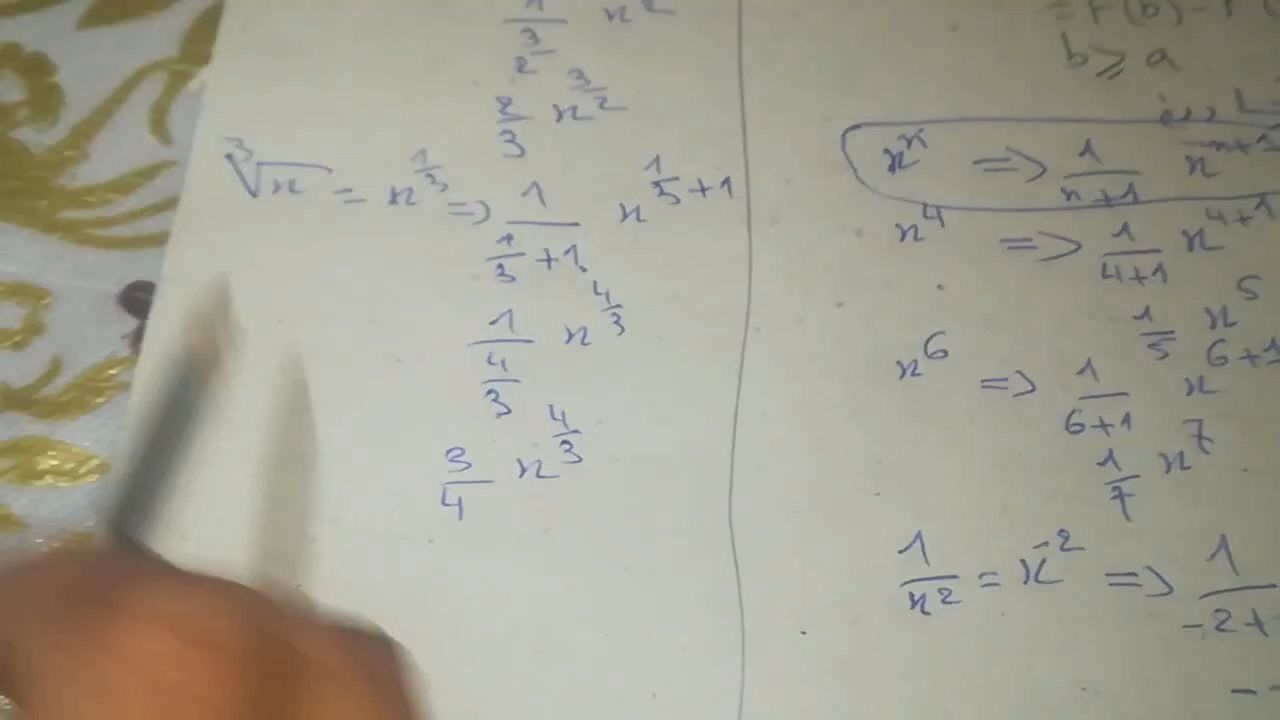 1/(3/2) x^2
2/3 x^(3/2)
³√x = x^(1/3) => 1/(1/3+1) x^(1/3+1)
1/(4/3) x^(4/3)
3/4 x^(4/3)
= F(b) - F
b ≥ a
x^n => 1/(n+1) x^(n+1)
x^4 => 1/(4+1) x^(4+1)
1/5 x^5
x^6 => 1/(6+1) x^(6+1)
1/7 x^7
1/x^2 = x^-2 => 1/(-2+